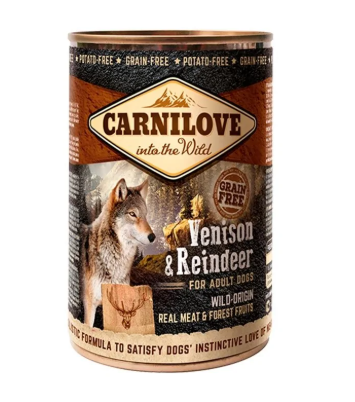 GRAIN-FREE • POTATO-FREE • GRAIN-FREE • POTATO-FREE
CARNILOVE
into the Wild
GRAIN
FREE
Venison
& Reindeer
FOR ADULT DOGS
WILD-ORIGIN
REAL MEAT & FOREST FRUITS
FORMULA TO SATISFY DOGS' INSTINCTIVE LOVE OF